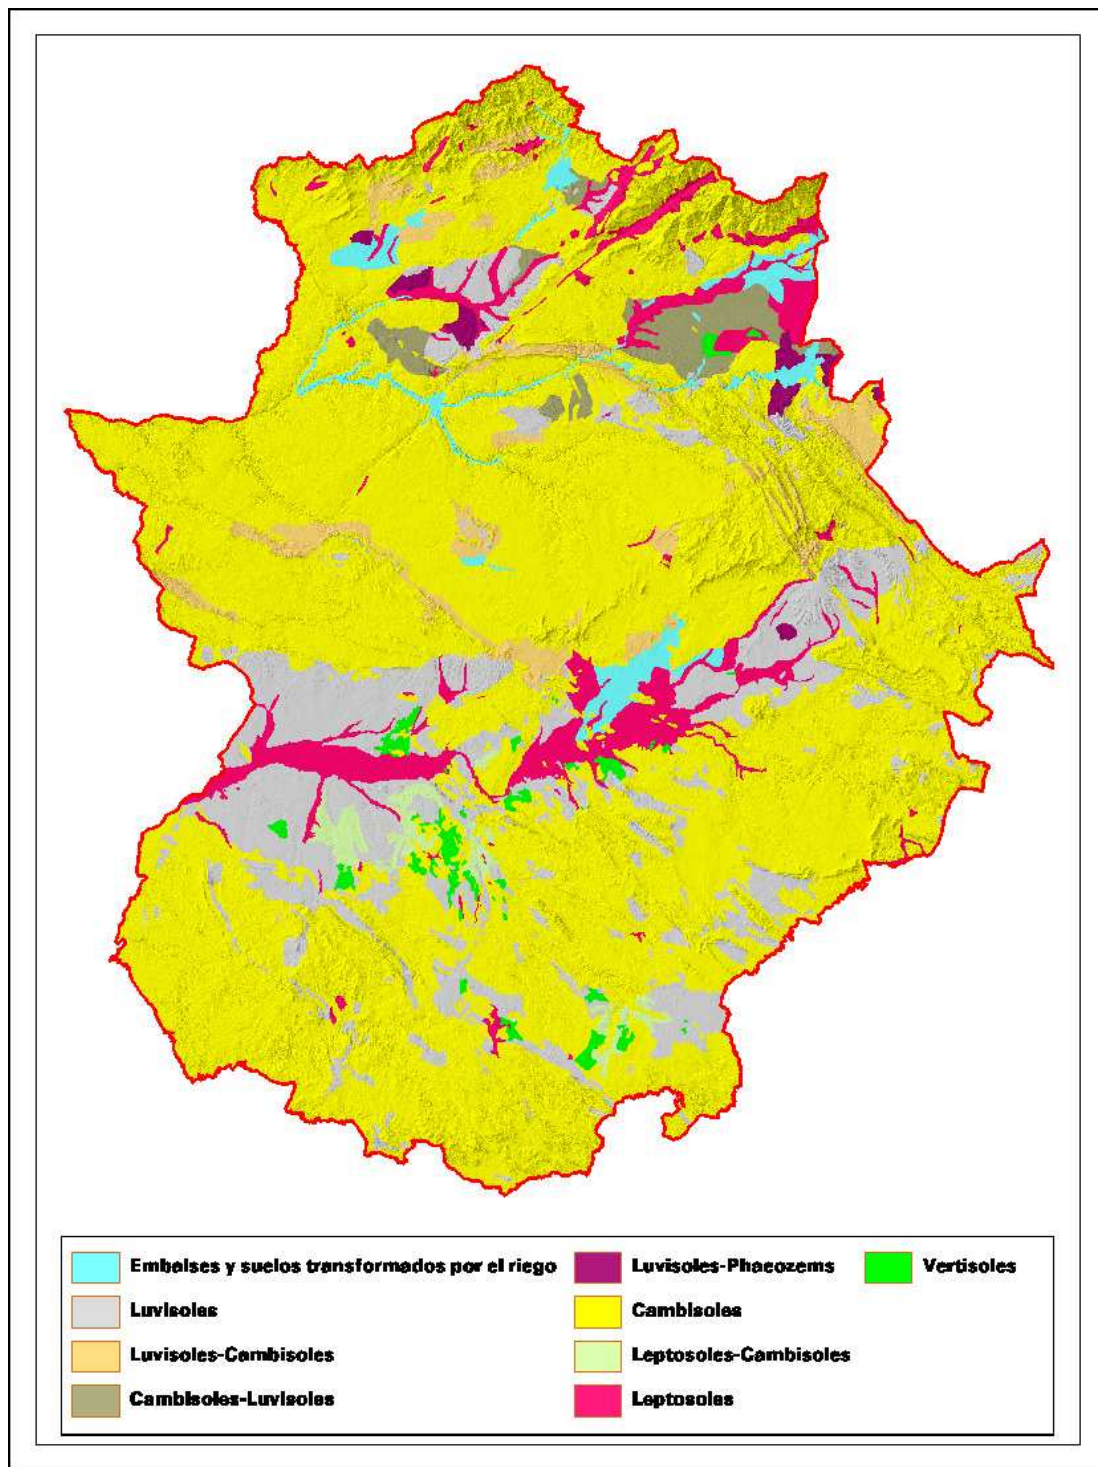 Embalses y suelos transformados por el riego
Luvisoles
Luvisoles-Cambisoles
Cambisoles-Luvisoles
Luvisoles-Phaeozems
Cambisoles
Leptosoles-Cambisoles
Leptosoles
Vertisoles